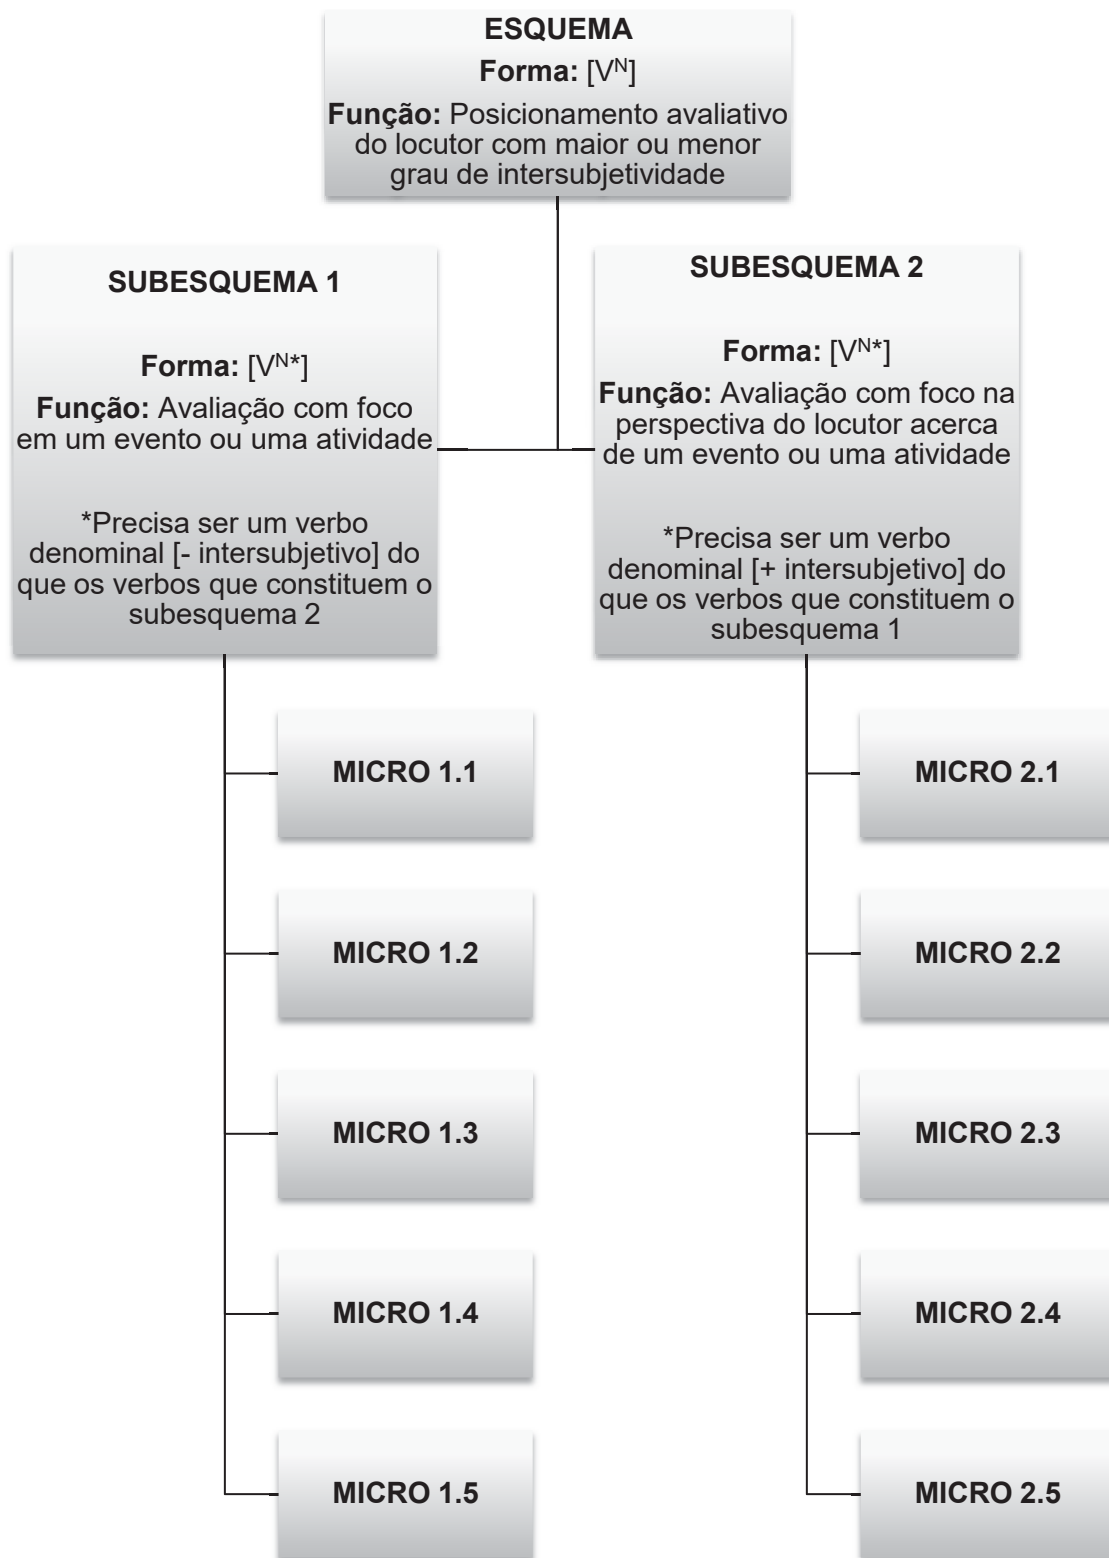 ESQUEMA
Forma: [Vᴺ]
Função: Posicionamento avaliativo
do locutor com maior ou menor
grau de intersubjetividade
SUBESQUEMA 1
Forma: [Vᴺ*]
Função: Avaliação com foco
em um evento ou uma atividade
*Precisa ser um verbo
denominal [- intersubjetivo] do
que os verbos que constituem o
subesquema 2
SUBESQUEMA 2
Forma: [Vᴺ*]
Função: Avaliação com foco na
perspectiva do locutor acerca
de um evento ou uma atividade
*Precisa ser um verbo
denominal [+ intersubjetivo] do
que os verbos que constituem o
subesquema 1
MICRO 1.1
MICRO 1.2
MICRO 1.3
MICRO 1.4
MICRO 1.5
MICRO 2.1
MICRO 2.2
MICRO 2.3
MICRO 2.4
MICRO 2.5